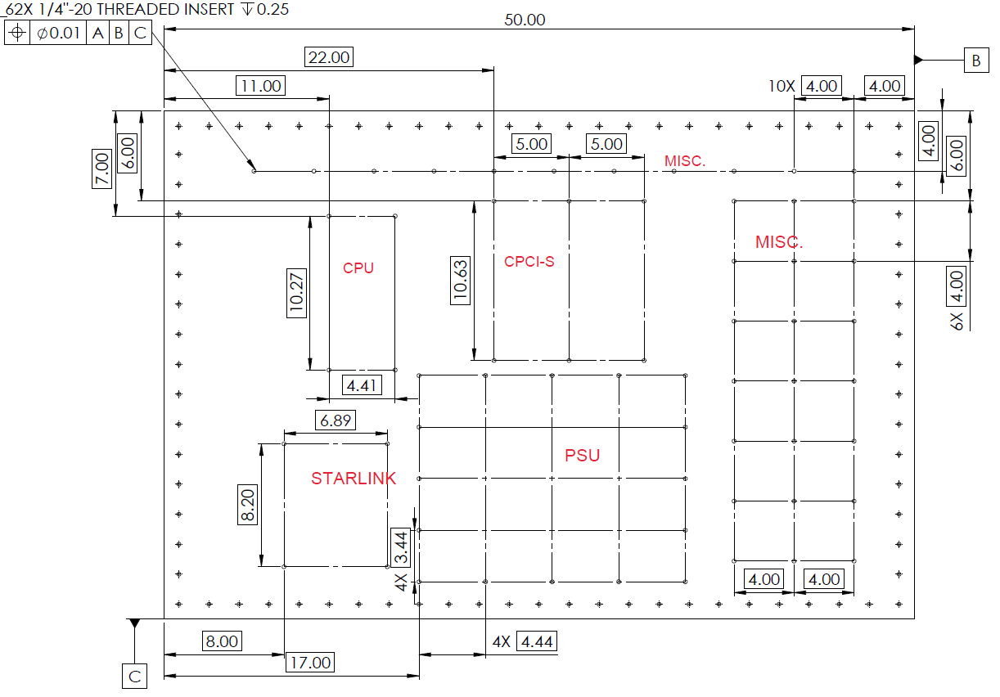 62X 1/4"-20 THREADED INSERT ↧0.25
⌖ ⌀0.01 A B C
50.00
B
22.00
11.00
10X 4.00
4.00
7.00
6.00
5.00
5.00
4.00
6.00
MISC.
MISC.
CPU
CPCI-S
10.27
10.63
6X 4.00
4.41
6.89
STARLINK
PSU
8.20
4X 3.44
4.00
4.00
8.00
4X 4.44
17.00
C